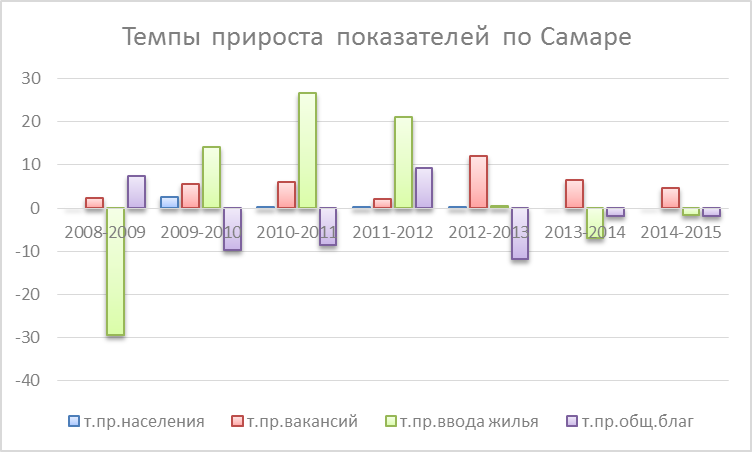 Темпы прироста показателей по Самаре
30
20
10
0
-10
-20
-30
-40
2008-2009 2009-2010 2010-2011 2011-2012 2012-2013 2013-2014 2014-2015
т.пр.населения т.пр.вакансий т.пр.ввода жилья т.пр.общ.благ